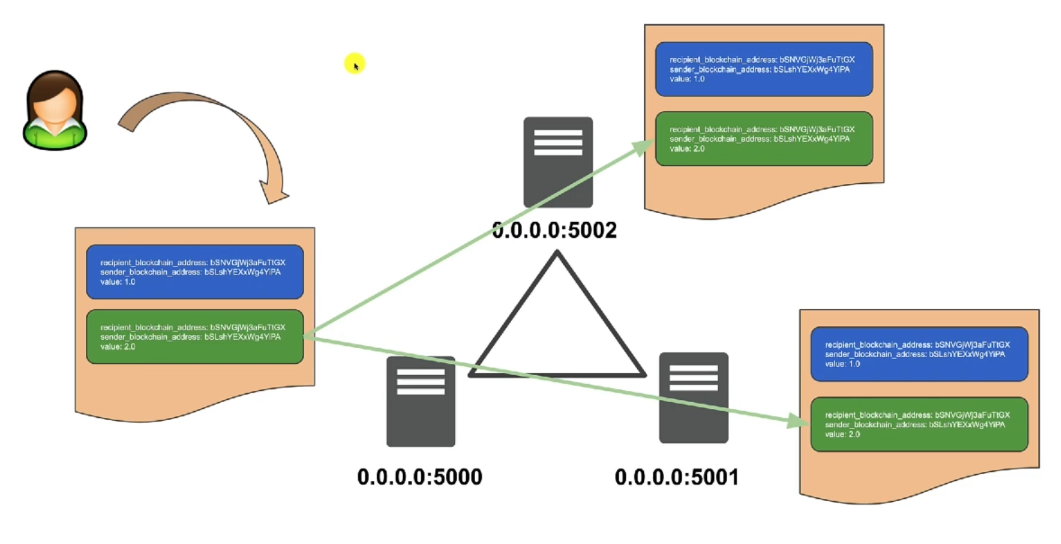 recipient_blockchain_address: bSNVGjWj3aFuTtGX
sender_blockchain_address: bSLshYEXxWg4YiPA
value: 1.0
recipient_blockchain_address: bSNVGjWj3aFuTtGX
sender_blockchain_address: bSLshYEXxWg4YiPA
value: 2.0
0.0.0.0:5002
recipient_blockchain_address: bSNVGjWj3aFuTtGX
sender_blockchain_address: bSLshYEXxWg4YiPA
value: 1.0
recipient_blockchain_address: bSNVGjWj3aFuTtGX
sender_blockchain_address: bSLshYEXxWg4YiPA
value: 2.0
recipient_blockchain_address: bSNVGjWj3aFuTtGX
sender_blockchain_address: bSLshYEXxWg4YiPA
value: 1.0
recipient_blockchain_address: bSNVGjWj3aFuTtGX
sender_blockchain_address: bSLshYEXxWg4YiPA
value: 2.0
0.0.0.0:5000
0.0.0.0:5001